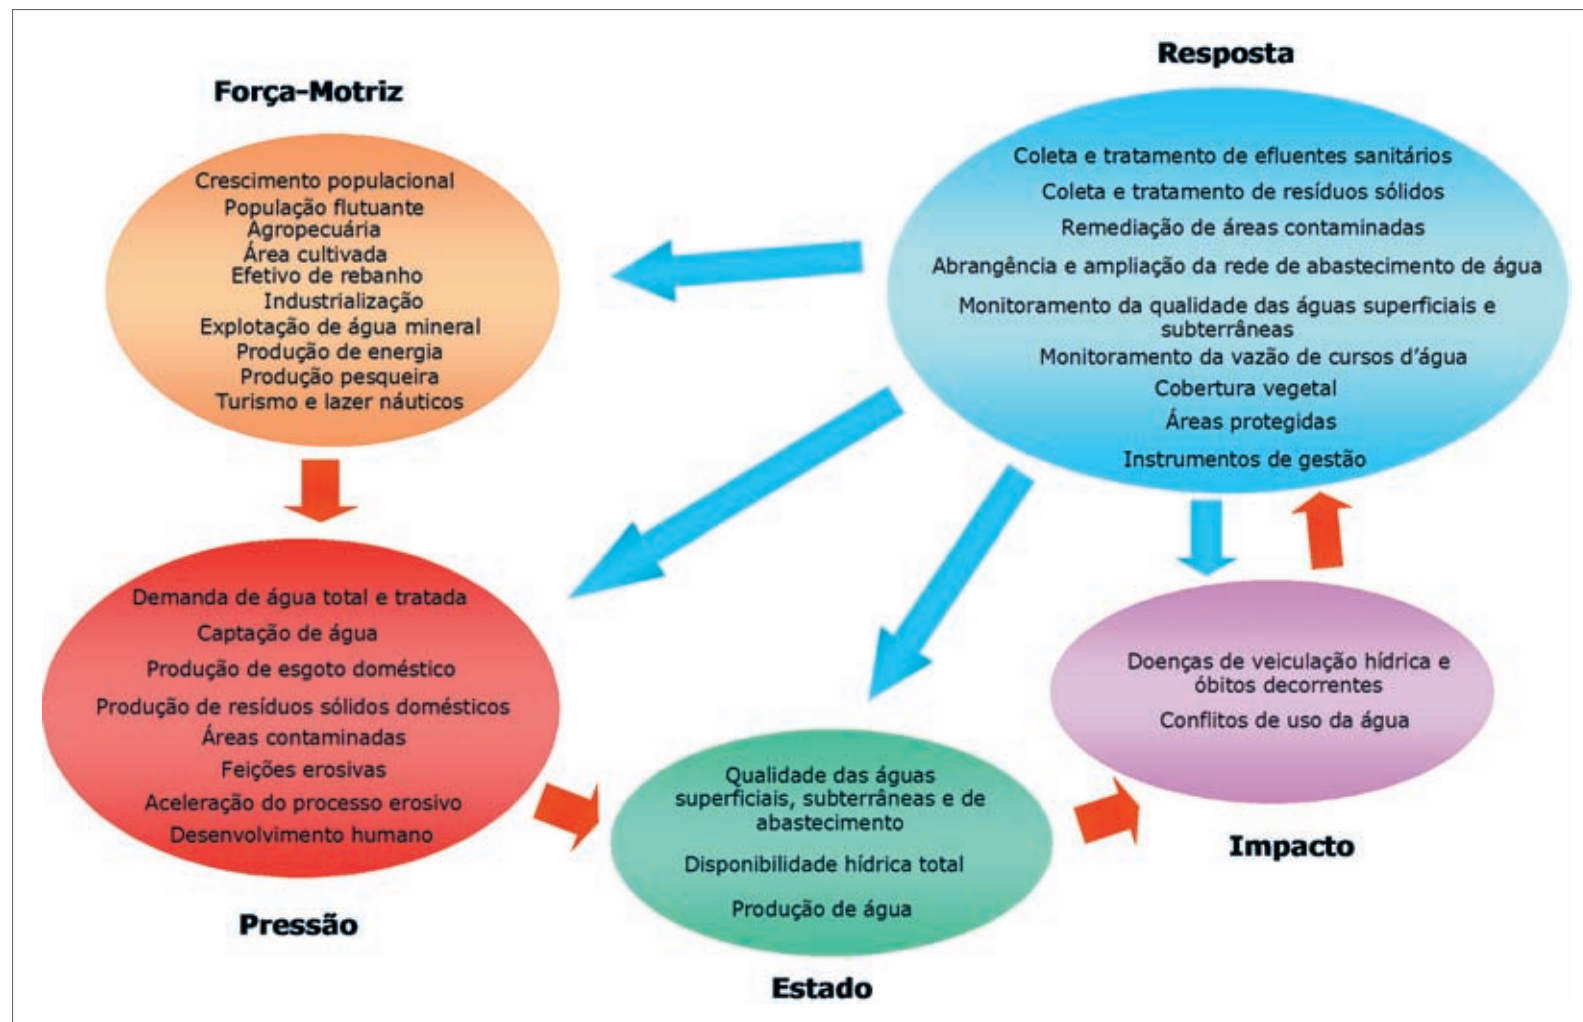 Força-Motriz
Crescimento populacional
População flutuante
Agropecuária
Área cultivada
Efetivo de rebanho
Industrialização
Explotação de água mineral
Produção de energia
Produção pesqueira
Turismo e lazer náuticos
Resposta
Coleta e tratamento de efluentes sanitários
Coleta e tratamento de resíduos sólidos
Remediação de áreas contaminadas
Abrangência e ampliação da rede de abastecimento de água
Monitoramento da qualidade das águas superficiais e
subterrâneas
Monitoramento da vazão de cursos d’água
Cobertura vegetal
Áreas protegidas
Instrumentos de gestão
Demanda de água total e tratada
Captação de água
Produção de esgoto doméstico
Produção de resíduos sólidos domésticos
Áreas contaminadas
Feições erosivas
Aceleração do processo erosivo
Desenvolvimento humano
Pressão
Qualidade das águas
superficiais, subterrâneas e de
abastecimento
Disponibilidade hídrica total
Produção de água
Estado
Doenças de veiculação hídrica e
óbitos decorrentes
Conflitos de uso da água
Impacto